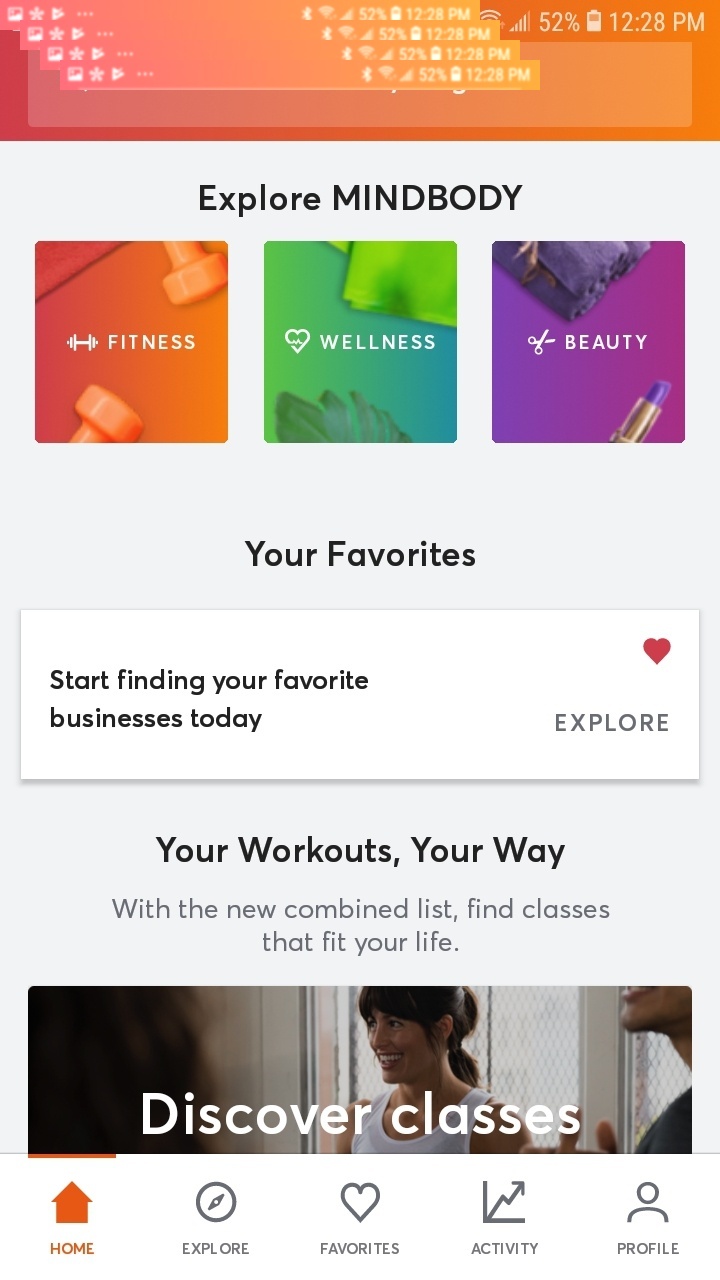 52% 12:28 PM
52% 12:28 PM
52% 12:28 PM
52% 12:28 PM
52% 12:28 PM
Explore MINDBODY
FITNESS
WELLNESS
BEAUTY
Your Favorites
Start finding your favorite
businesses today
EXPLORE
Your Workouts, Your Way
With the new combined list, find classes
that fit your life.
Discover classes
HOME
EXPLORE
FAVORITES
ACTIVITY
PROFILE